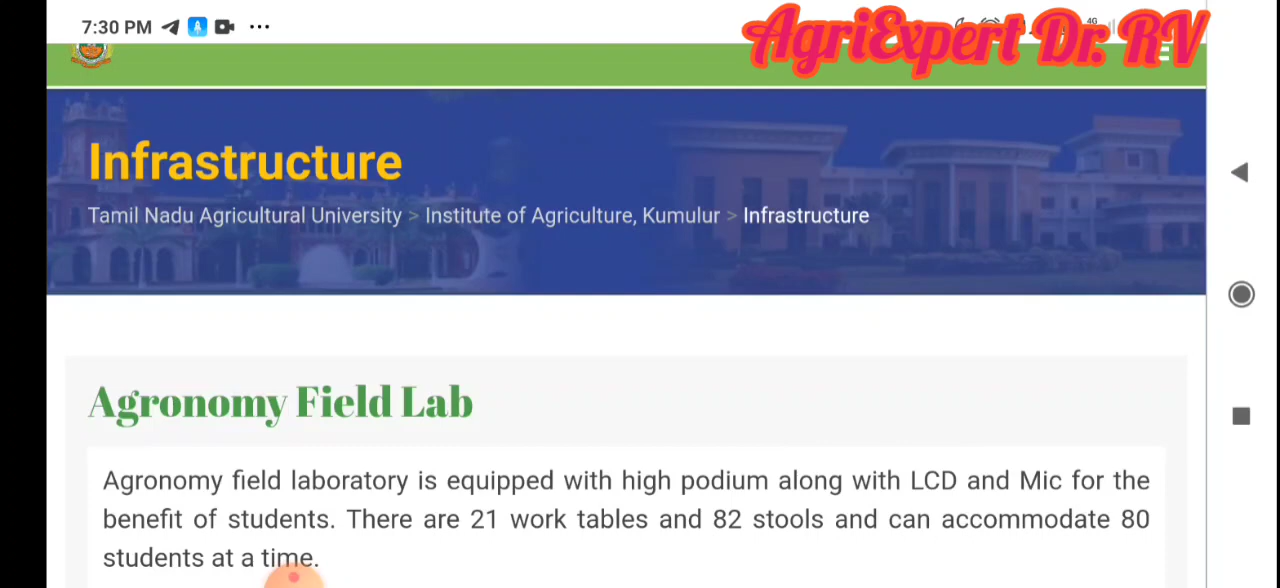 7:30 PM
AgriExpert Dr. RV
4G
Infrastructure
Tamil Nadu Agricultural University > Institute of Agriculture, Kumulur > Infrastructure
Agronomy Field Lab
Agronomy field laboratory is equipped with high podium along with LCD and Mic for the
benefit of students. There are 21 work tables and 82 stools and can accommodate 80
students at a time.